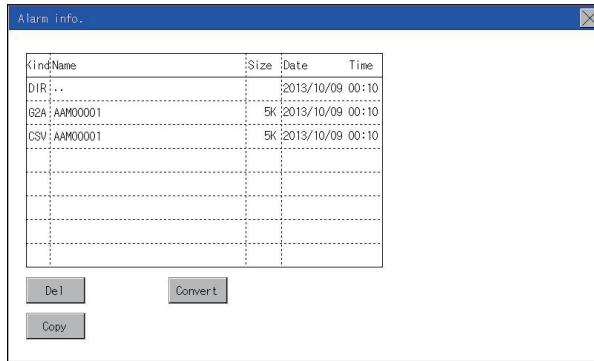 Alarm info.
Kind Name Size Date Time
DIR .. 2013/10/09 00:10
G2A AAM00001 5K 2013/10/09 00:10
CSV AAM00001 5K 2013/10/09 00:10
Del Convert
Copy